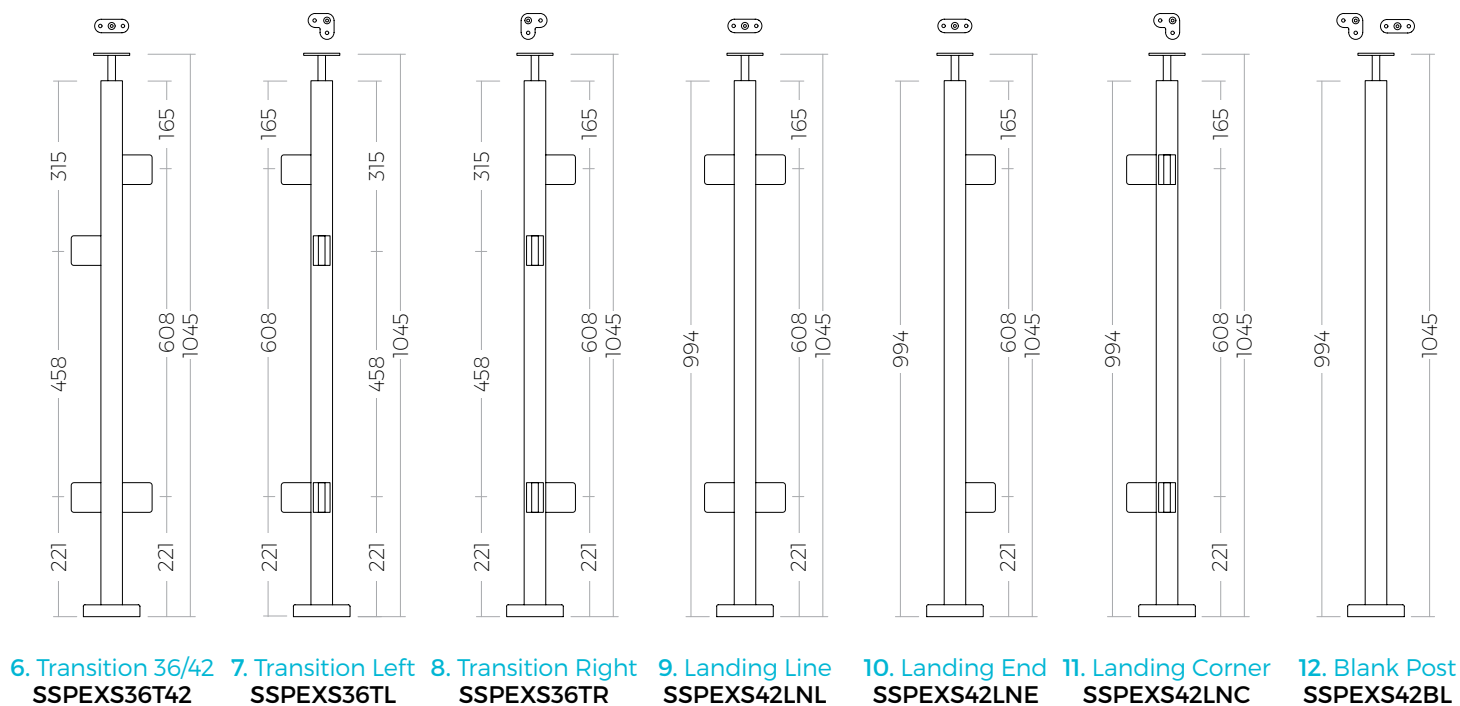 315
458
221
165
608
221
1045
165
608
221
315
458
221
1045
315
458
221
165
608
221
1045
994
165
608
221
1045
994
165
608
221
1045
994
165
608
221
1045
994
1045
6. Transition 36/42
SSPEXS36T42
7. Transition Left
SSPEXS36TL
8. Transition Right
SSPEXS36TR
9. Landing Line
SSPEXS42LNL
10. Landing End
SSPEXS42LNE
11. Landing Corner
SSPEXS42LNC
12. Blank Post
SSPEXS42BL